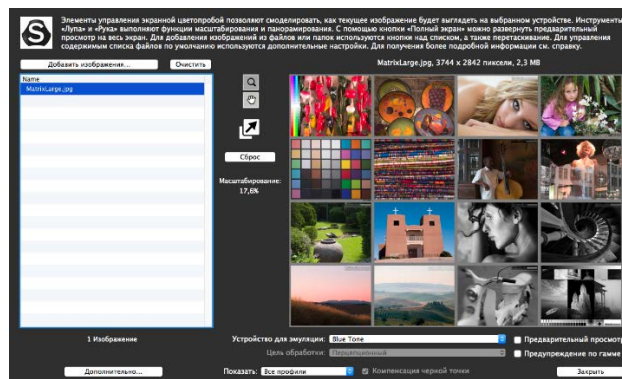 Элементы управления экранной цветопробой позволяют смоделировать, как текущее изображение будет выглядеть на выбранном устройстве. Инструменты
«Лупа» и «Рука» выполняют функции масштабирования и панорамирования. С помощью кнопки «Полный экран» можно развернуть предварительный
просмотр на весь экран. Для добавления изображений из файлов или папок используются кнопки над списком, а также перетаскивание. Для управления
содержимым списка файлов по умолчанию используются дополнительные настройки. Для получения более подробной информации см. справку.
Добавить изображения... Очистить MatrixLarge.jpg, 3744 x 2842 пиксели, 2,3 MB
Name
MatrixLarge.jpg
Сброс
Масштабирование:
17,6%
1 Изображение
Устройство для эмуляции: Blue Tone Предварительный просмотр
Цель обработки: Перцепционный Предупреждение по гамме
Дополнительно... Показать: Все профили Компенсация черной точки Закрыть